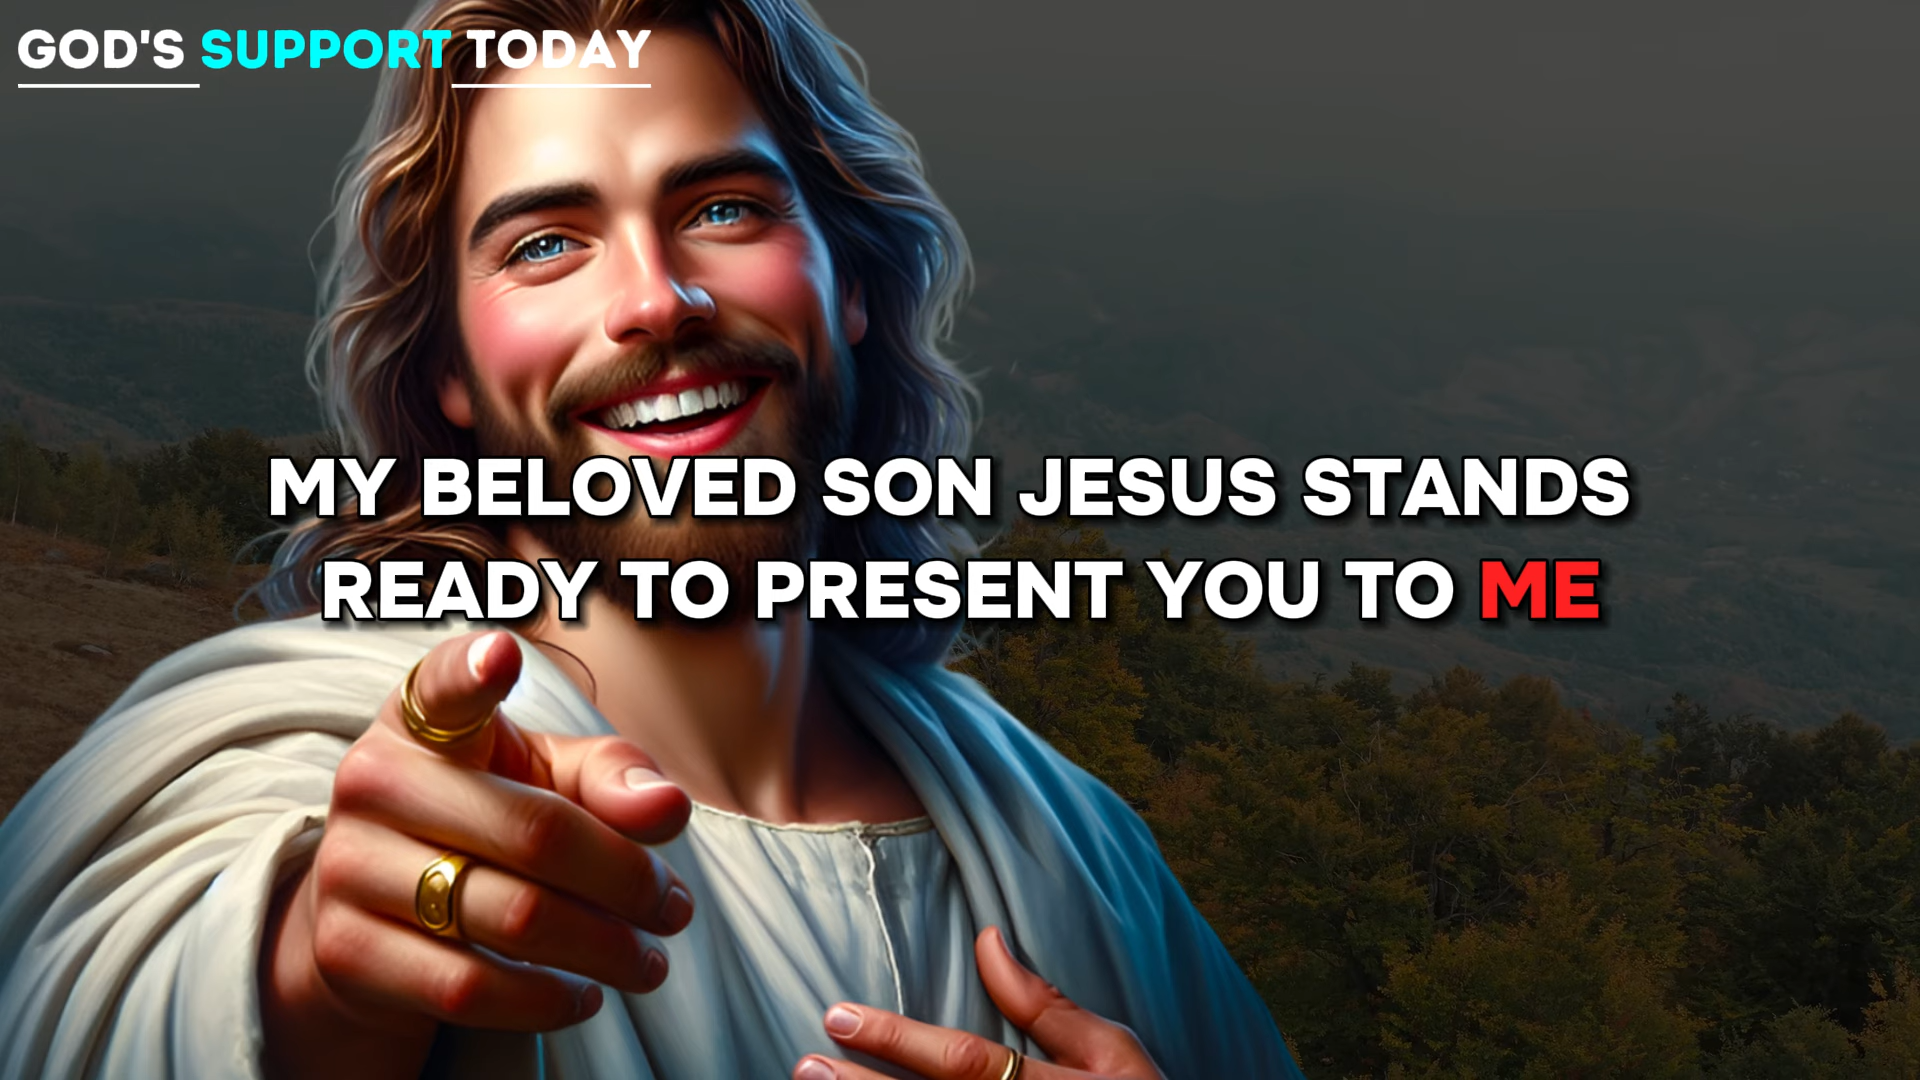 GOD'S SUPPORT TODAY
MY BELOVED SON JESUS STANDS
READY TO PRESENT YOU TO ME